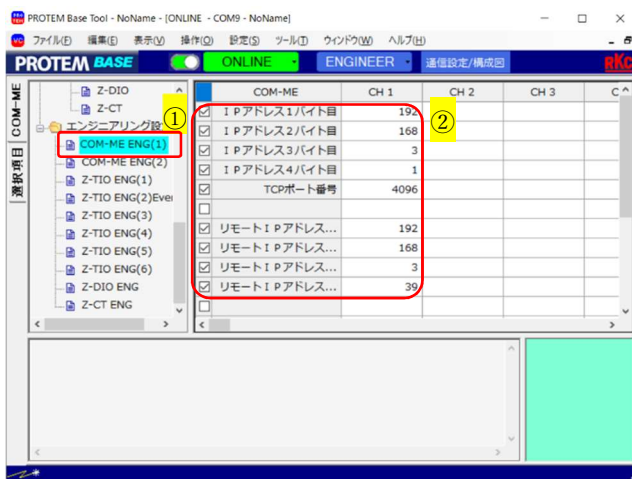 PROTEM Base Tool - NoName - [ONLINE - COM9 - NoName]
ファイル(F) 編集(E) 表示(V) 操作(O) 設定(S) ツール(T) ウィンドウ(W) ヘルプ(H)
PROTEM BASE ONLINE ENGINEER 通信設定/構成図 RKC
COM-ME
選択項目
Z-DIO
Z-CT
エンジニアリング設
①
COM-ME ENG(1)
COM-ME ENG(2)
Z-TIO ENG(1)
Z-TIO ENG(2)Eve
Z-TIO ENG(3)
Z-TIO ENG(4)
Z-TIO ENG(5)
Z-TIO ENG(6)
Z-DIO ENG
Z-CT ENG
COM-ME CH 1 CH 2 CH 3 C
②
IPアドレス1バイト目 192
IPアドレス2バイト目 168
IPアドレス3バイト目 3
IPアドレス4バイト目 1
TCPポート番号 4096
リモートIPアドレス... 192
リモートIPアドレス... 168
リモートIPアドレス... 3
リモートIPアドレス... 39